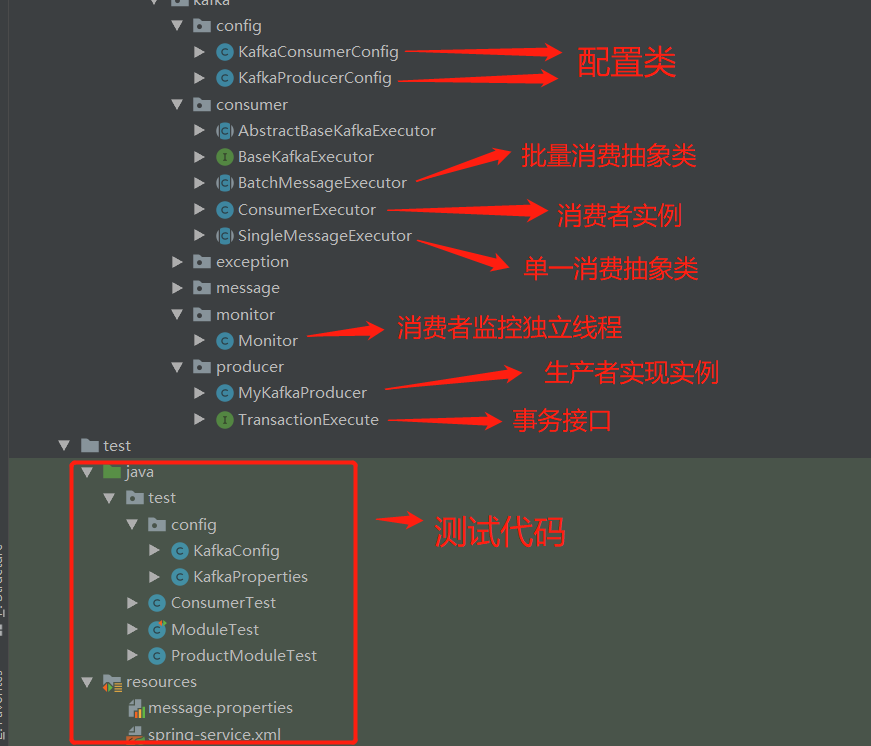 kafka
config
KafkaConsumerConfig
配置类
KafkaProducerConfig
consumer
AbstractBaseKafkaExecutor
BaseKafkaExecutor
批量消费抽象类
BatchMessageExecutor
ConsumerExecutor
消费者实例
SingleMessageExecutor
单一消费抽象类
exception
message
monitor
消费者监控独立线程
Monitor
producer
生产者实现实例
MyKafkaProducer
TransactionExecute
事务接口
test
java
test
config
测试代码
KafkaConfig
KafkaProperties
ConsumerTest
ModuleTest
ProductModuleTest
resources
message.properties
spring-service.xml